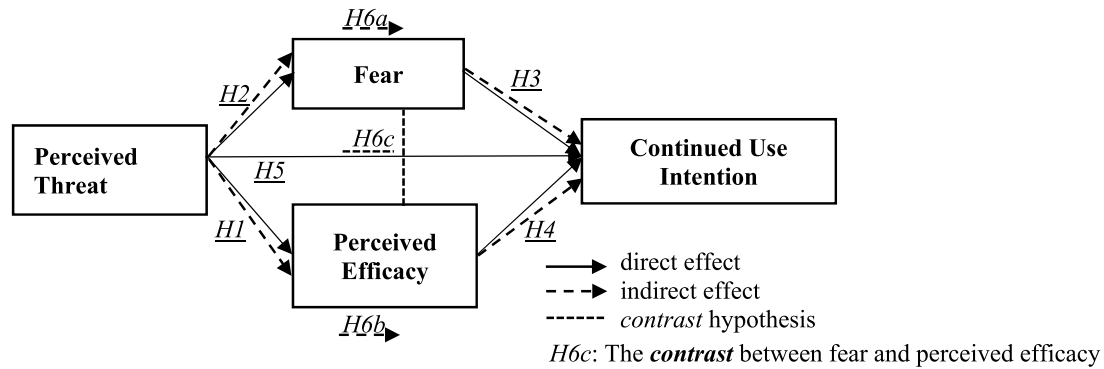 H6a
Fear
H3
H2
H6c
Perceived
Threat
Continued Use
Intention
H5
H1
Perceived
Efficacy
H4
direct effect
indirect effect
contrast hypothesis
H6b
H6c: The contrast between fear and perceived efficacy